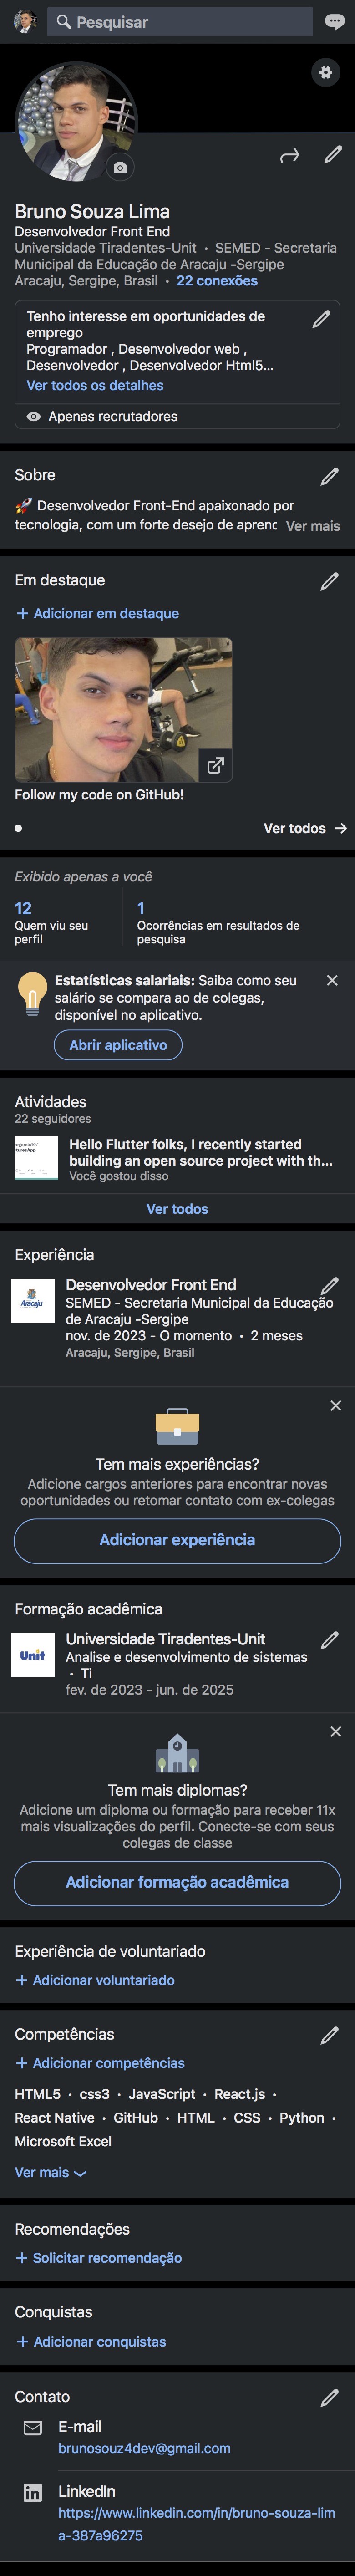 Pesquisar
Bruno Souza Lima
Desenvolvedor Front End
Universidade Tiradentes-Unit • SEMED - Secretaria
Municipal da Educação de Aracaju -Sergipe
Aracaju, Sergipe, Brasil • 22 conexões
Tenho interesse em oportunidades de
emprego
Programador , Desenvolvedor web ,
Desenvolvedor , Desenvolvedor Html5...
Ver todos os detalhes
Apenas recrutadores
Sobre
🚀 Desenvolvedor Front-End apaixonado por
tecnologia, com um forte desejo de aprenc Ver mais
Em destaque
+ Adicionar em destaque
Follow my code on GitHub!
Ver todos →
Exibido apenas a você
12
Quem viu seu
perfil
1
Ocorrências em resultados de
pesquisa
Estatísticas salariais: Saiba como seu
salário se compara ao de colegas,
disponível no aplicativo.
Abrir aplicativo
Atividades
22 seguidores
Hello Flutter folks, I recently started
building an open source project with th...
Você gostou disso
Ver todos
Experiência
Aracaju
Desenvolvedor Front End
SEMED - Secretaria Municipal da Educação
de Aracaju -Sergipe
nov. de 2023 - O momento • 2 meses
Aracaju, Sergipe, Brasil
Tem mais experiências?
Adicione cargos anteriores para encontrar novas
oportunidades ou retomar contato com ex-colegas
Adicionar experiência
Formação acadêmica
Unit
Universidade Tiradentes-Unit
Analise e desenvolvimento de sistemas
• Ti
fev. de 2023 - jun. de 2025
Tem mais diplomas?
Adicione um diploma ou formação para receber 11x
mais visualizações do perfil. Conecte-se com seus
colegas de classe
Adicionar formação acadêmica
Experiência de voluntariado
+ Adicionar voluntariado
Competências
+ Adicionar competências
HTML5 • css3 • JavaScript • React.js •
React Native • GitHub • HTML • CSS • Python •
Microsoft Excel
Ver mais
Recomendações
+ Solicitar recomendação
Conquistas
+ Adicionar conquistas
Contato
E-mail
brunosouz4dev@gmail.com
in
LinkedIn
https://www.linkedin.com/in/bruno-souza-lim
a-387a96275